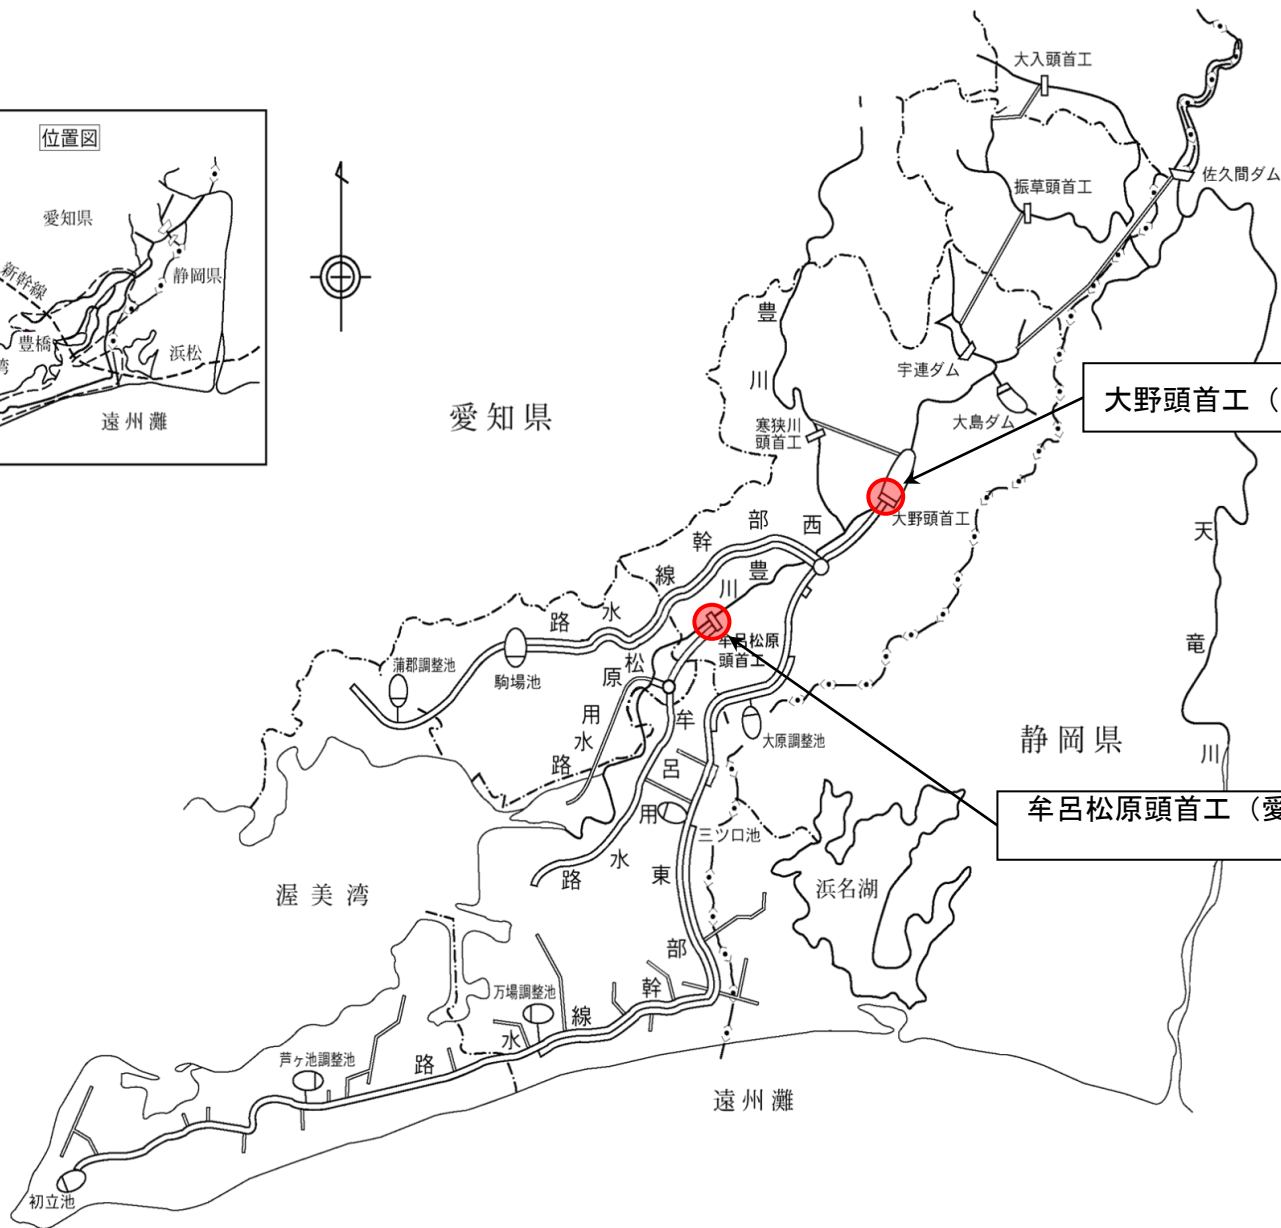 位置図
愛知県
静岡県
新幹線
豊橋
浜松
湾
遠州灘
大入頭首工
佐久間ダム
振草頭首工
豊川
宇連ダム
大野頭首工（
寒狭川
頭首工
大島ダム
愛知県
大野頭首工
西部幹線水路
豊川
天竜川
牟呂松原
頭首工
蒲郡調整池
駒場池
松原用水路
牟呂用水路
大原調整池
静岡県
牟呂松原頭首工（愛
三ツ口池
東部幹線水路
浜名湖
渥美湾
万場調整池
芦ヶ池調整池
遠州灘
初立池